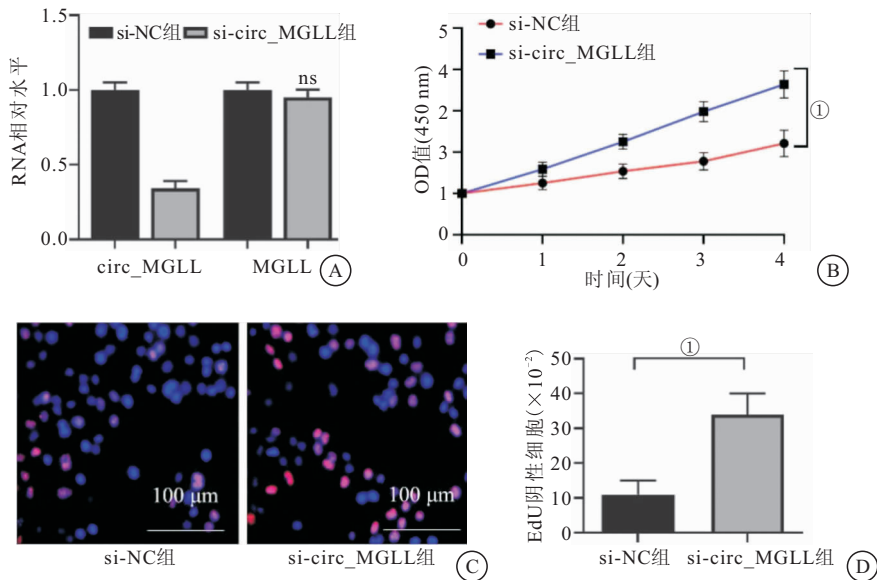 si-NC组 si-circ_MGLL组
RNA相对水平
1.5
1.0
0.5
0.0
ns
circ_MGLL MGLL
A
si-NC组
si-circ_MGLL组
OD值(450 nm)
5
4
2
3
1
0
①
0 1 2 3 4
时间(天)
B
100 μm 100 μm
si-NC组 si-circ_MGLL组
C
EdU阴性细胞(×10⁻²)
50
40
30
20
10
0
①
si-NC组 si-circ_MGLL组
D